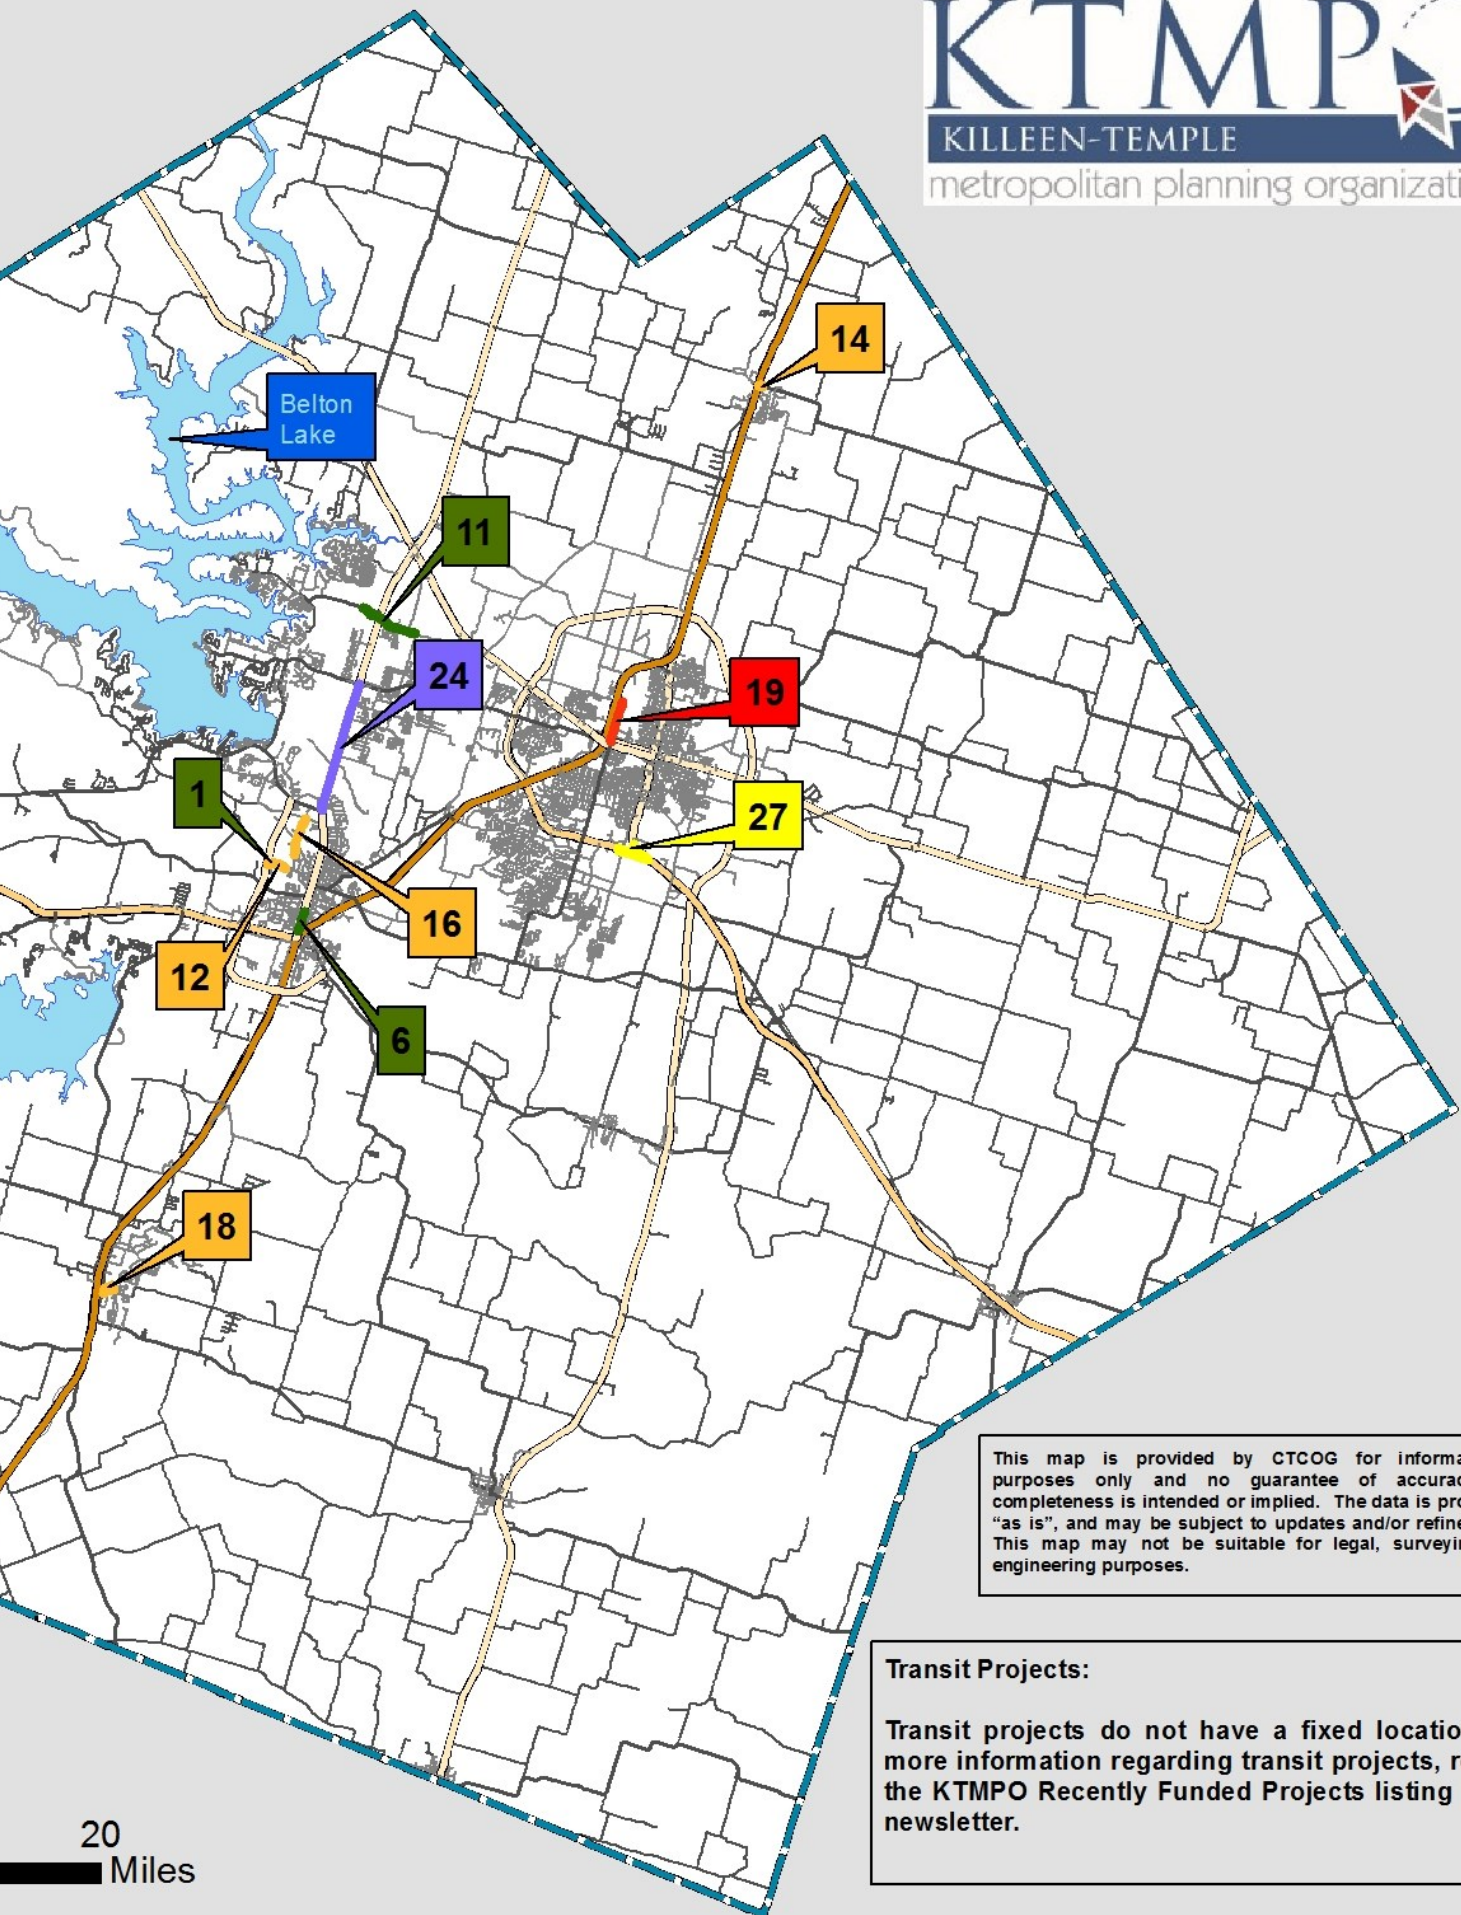 KTMP
KILLEEN-TEMPLE
metropolitan planning
14
Belton
Lake
11
24
19
1
27
16
12
6
18
This map is provided by CTCOG for
purposes only and no guarantee of
completeness is intended or implied. The data is
“as is”, and may be subject to updates and/or
This map may not be suitable for legal,
engineering purposes.
Transit Projects:
Transit projects do not have a fixed
more information regarding transit projects,
the KTMPO Recently Funded Projects listing
newsletter.
20
Miles